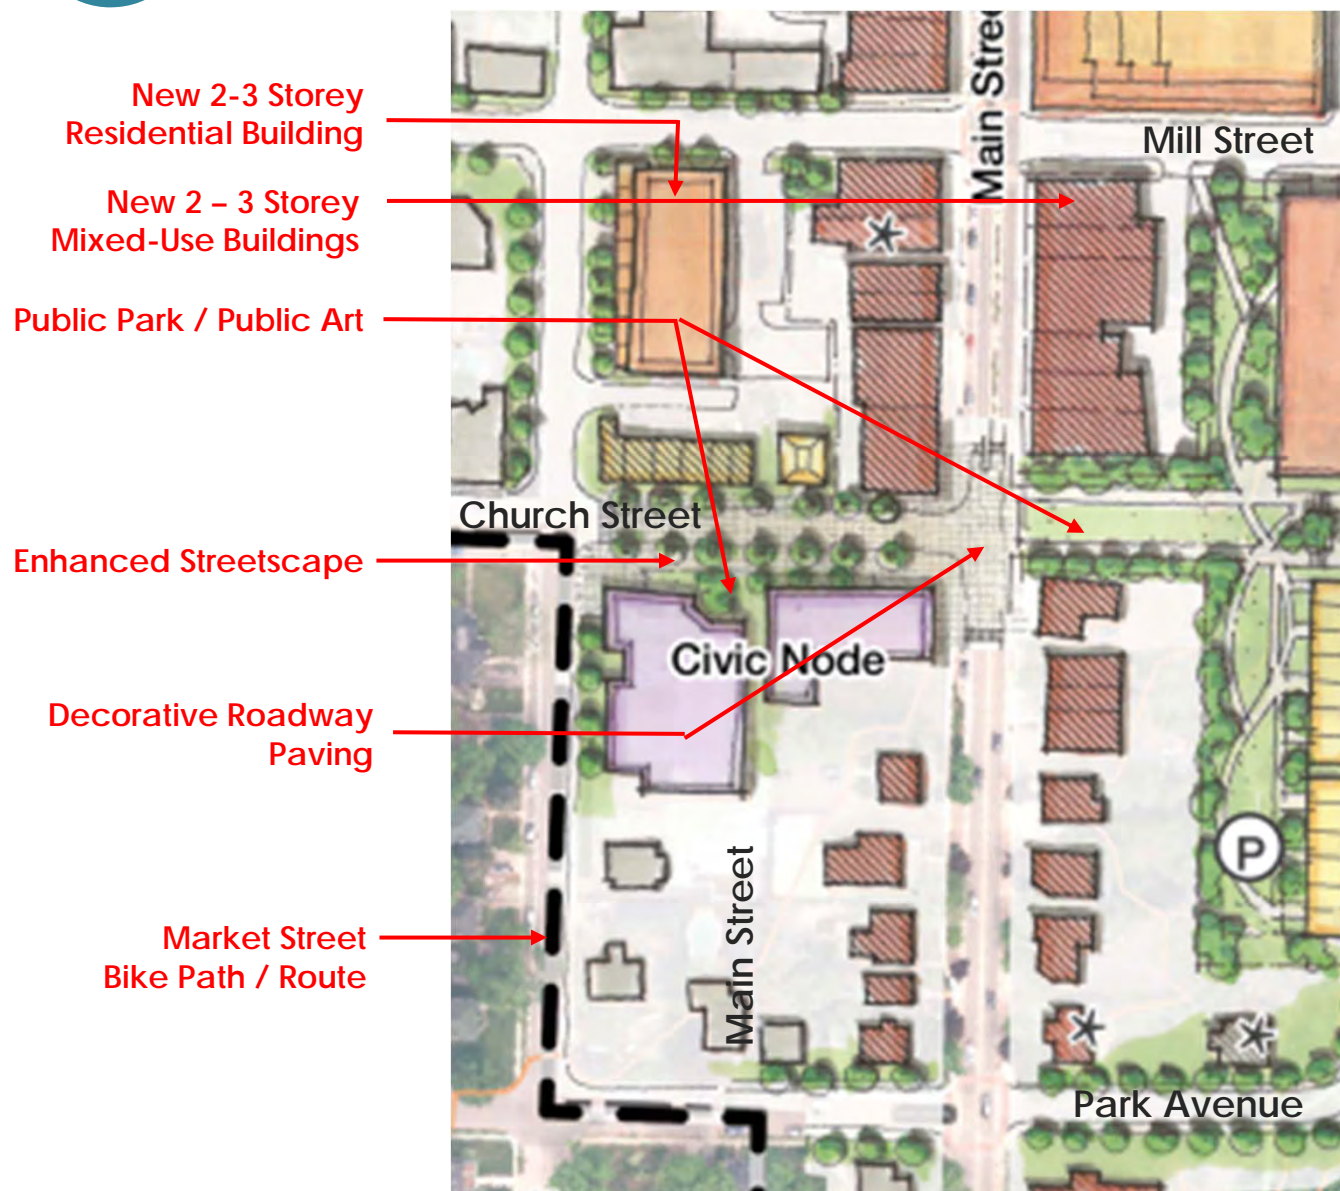 New 2-3 Storey
Residential Building
New 2 – 3 Storey
Mixed-Use Buildings
Public Park / Public Art
Enhanced Streetscape
Decorative Roadway
Paving
Market Street
Bike Path / Route
Main Stree
Mill Street
Church Street
Civic Node
Main Street
P
Park Avenue